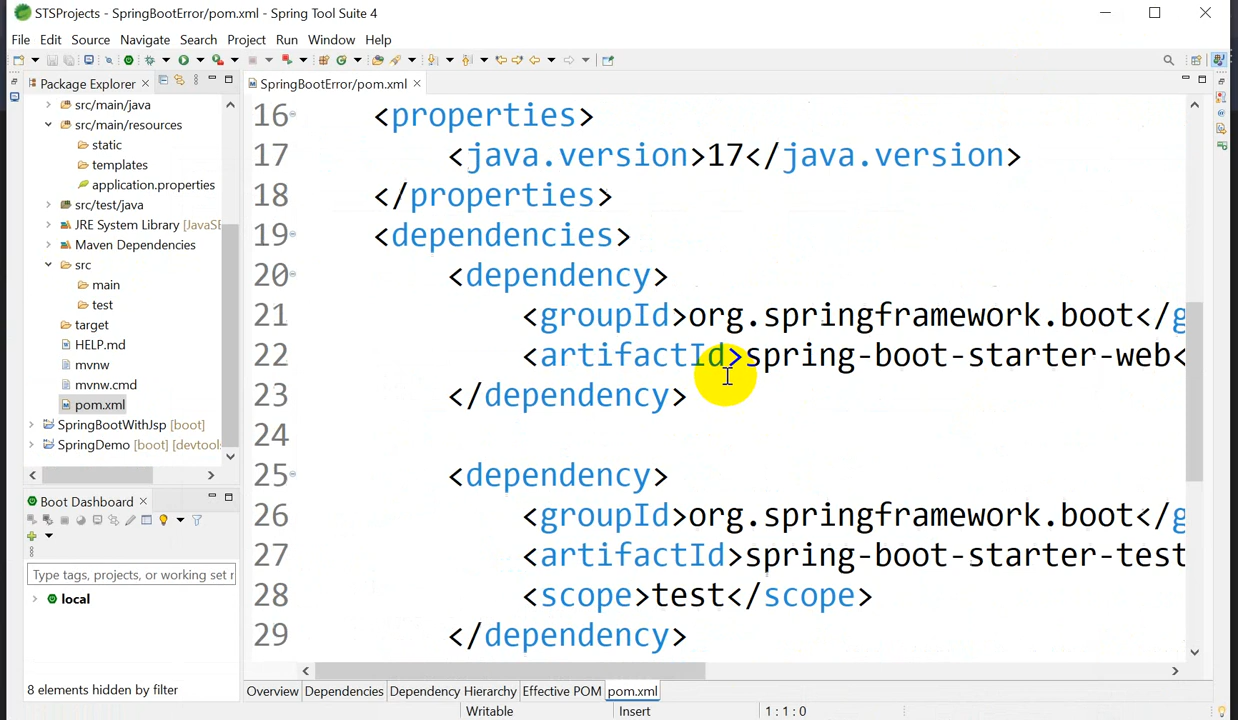 STSProjects - SpringBootError/pom.xml - Spring Tool Suite 4
File Edit Source Navigate Search Project Run Window Help
Package Explorer
SpringBootError/pom.xml
src/main/java
src/main/resources
static
templates
application.properties
src/test/java
JRE System Library [JavaSE
Maven Dependencies
src
main
test
target
HELP.md
mvnw
mvnw.cmd
pom.xml
SpringBootWithJsp [boot]
SpringDemo [boot] [devtools
16 <properties>
17 <java.version>17</java.version>
18 </properties>
19 <dependencies>
20 <dependency>
21 <groupId>org.springframework.boot</g
22 <artifactId>spring-boot-starter-web<
23 </dependency>
24
25 <dependency>
26 <groupId>org.springframework.boot</g
27 <artifactId>spring-boot-starter-test
28 <scope>test</scope>
29 </dependency>
Boot Dashboard
Type tags, projects, or working set r
local
8 elements hidden by filter
Overview Dependencies Dependency Hierarchy Effective POM pom.xml
Writable Insert 1 : 1 : 0